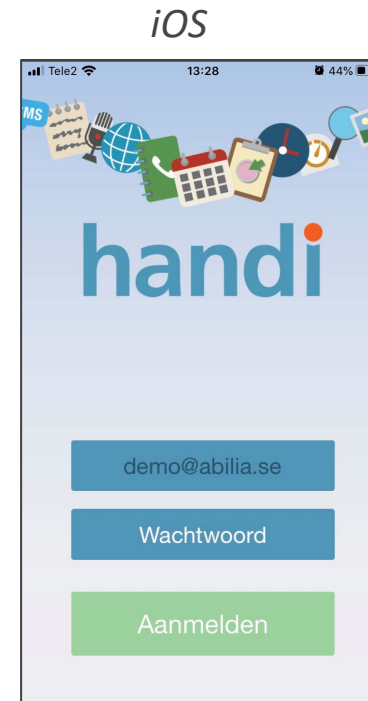 iOS
Tele2 13:28 44%
MS
handi
demo@abilia.se
Wachtwoord
Aanmelden